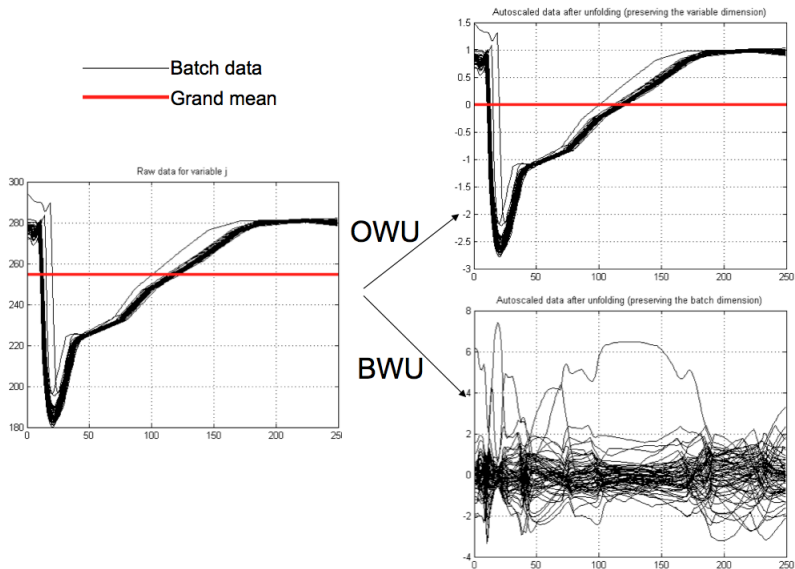 Autoscaled data after unfolding (preserving the variable dimension)
1.5
1
0.5
0
-0.5
-1
-1.5
-2
-2.5
-3
0 50 100 150 200 250
Batch data
Grand mean
Raw data for variable j
300
280
260
240
220
200
180
0 50 100 150 200 250
OWU
BWU
Autoscaled data after unfolding (preserving the batch dimension)
8
6
4
2
0
-2
-4
0 50 100 150 200 250